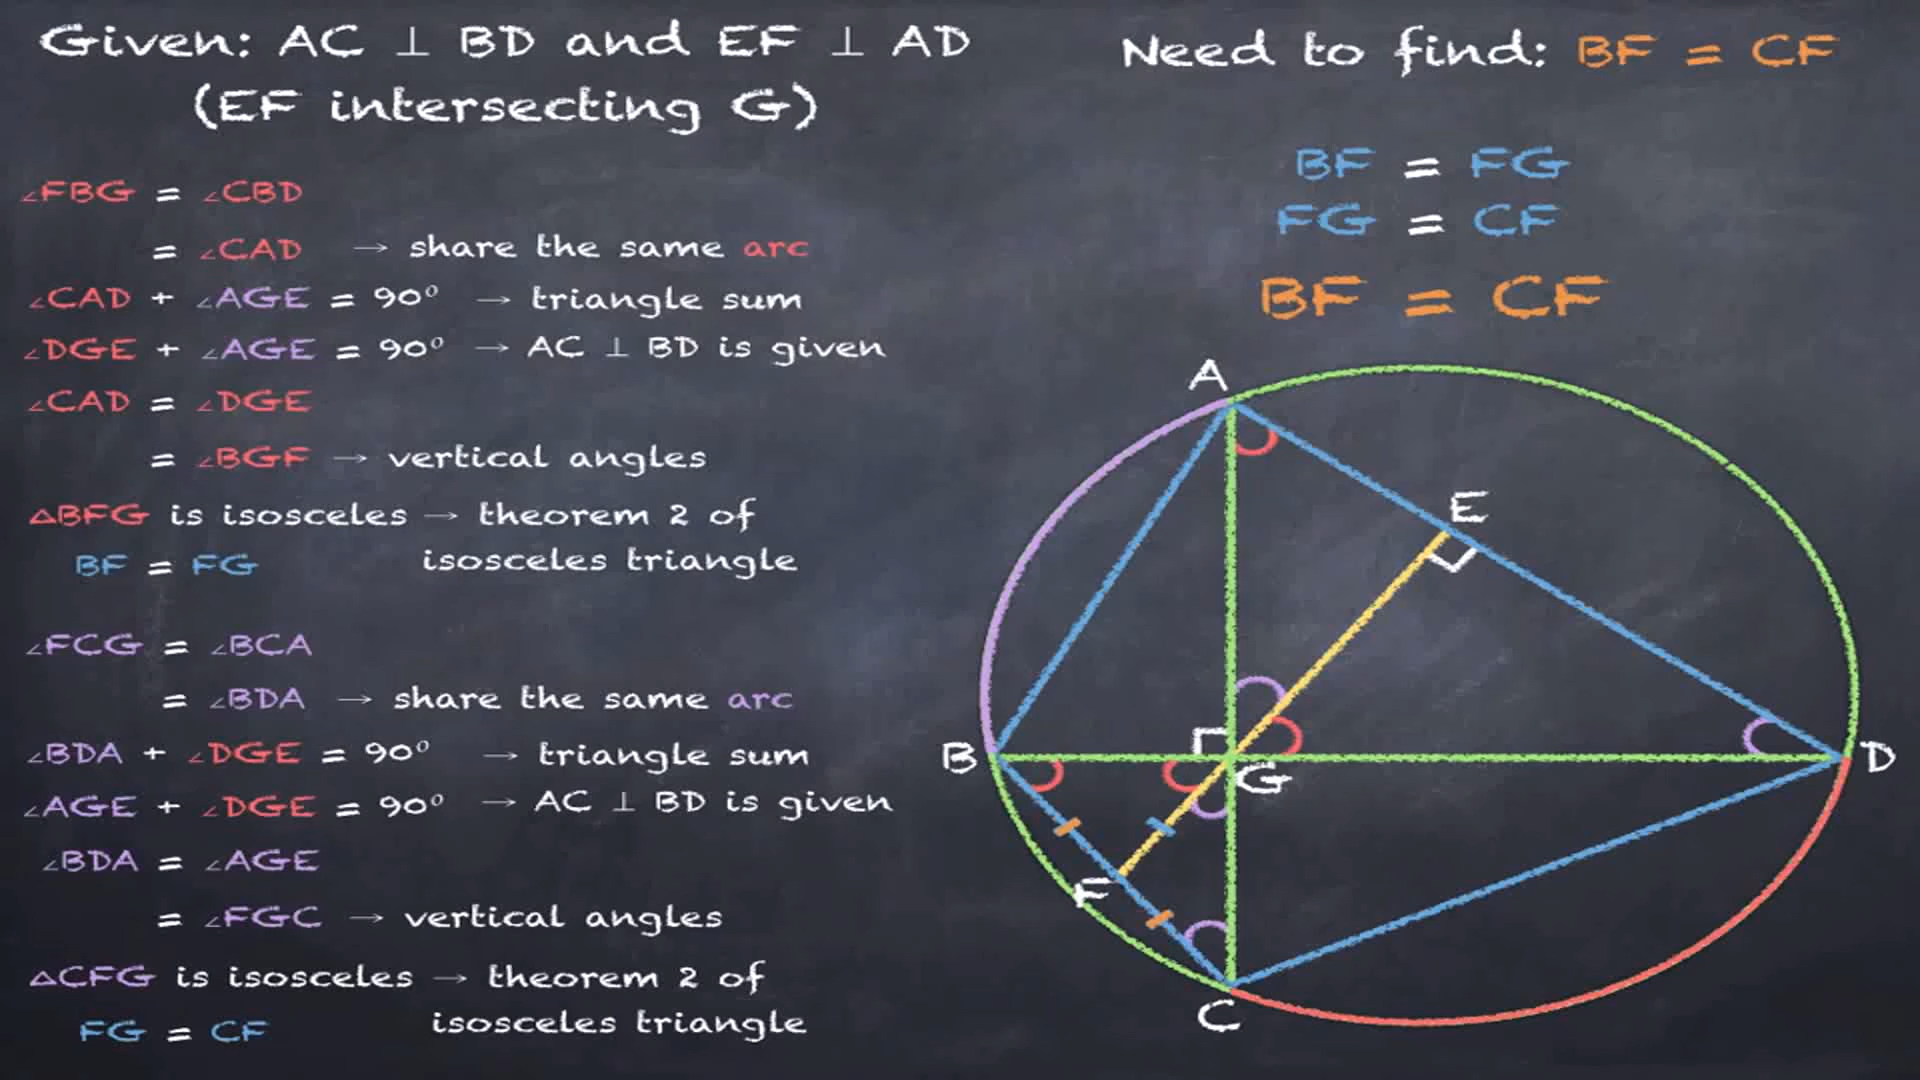 Given: AC ⊥ BD and EF ⊥ AD
(EF intersecting G)
Need to find: BF = CF
∠FBG = ∠CBD
= ∠CAD → share the same arc
∠CAD + ∠AGE = 90° → triangle sum
∠DGE + ∠AGE = 90° → AC ⊥ BD is given
∠CAD = ∠DGE
= ∠BGF → vertical angles
△BFG is isosceles → theorem 2 of
BF = FG isosceles triangle
∠FCG = ∠BCA
= ∠BDA → share the same arc
∠BDA + ∠DGE = 90° → triangle sum
∠AGE + ∠DGE = 90° → AC ⊥ BD is given
∠BDA = ∠AGE
= ∠FGC → vertical angles
△CFG is isosceles → theorem 2 of
FG = CF isosceles triangle
BF = FG
FG = CF
BF = CF
A
E
B
G
D
F
C